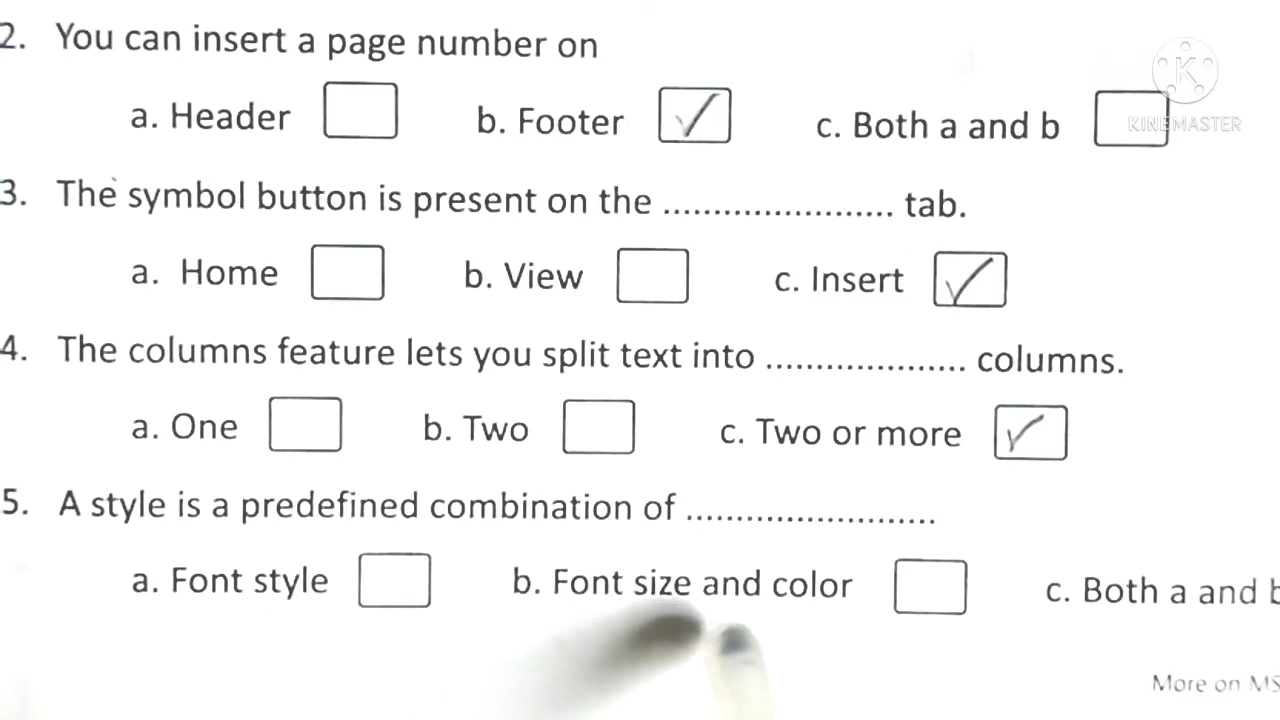 2. You can insert a page number on
a. Header b. Footer ✓ c. Both a and b
KINEMASTER
3. The symbol button is present on the ....................... tab.
a. Home b. View c. Insert ✓
4. The columns feature lets you split text into .................... columns.
a. One b. Two c. Two or more ✓
5. A style is a predefined combination of .........................
a. Font style b. Font size and color c. Both a and b
More on MS